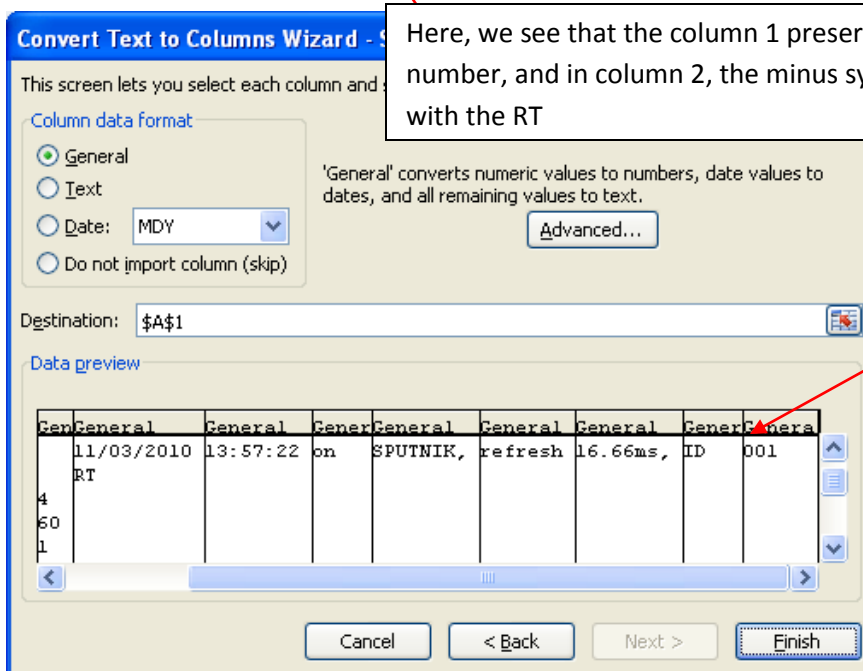 Convert Text to Columns Wizard -
Here, we see that the column 1
number, and in column 2, the minus
with the RT
This screen lets you select each column and
Column data format
General
Text
Date: MDY
Do not import column (skip)
'General' converts numeric values to numbers, date values to
dates, and all remaining values to text.
Advanced...
Destination: $A$1
Data preview
Gen General General Gener General General General Gener Genera
11/03/2010 13:57:22 on SPUTNIK, refresh 16.66ms, ID 001
RT
4
60
1
Cancel < Back Next > Finish